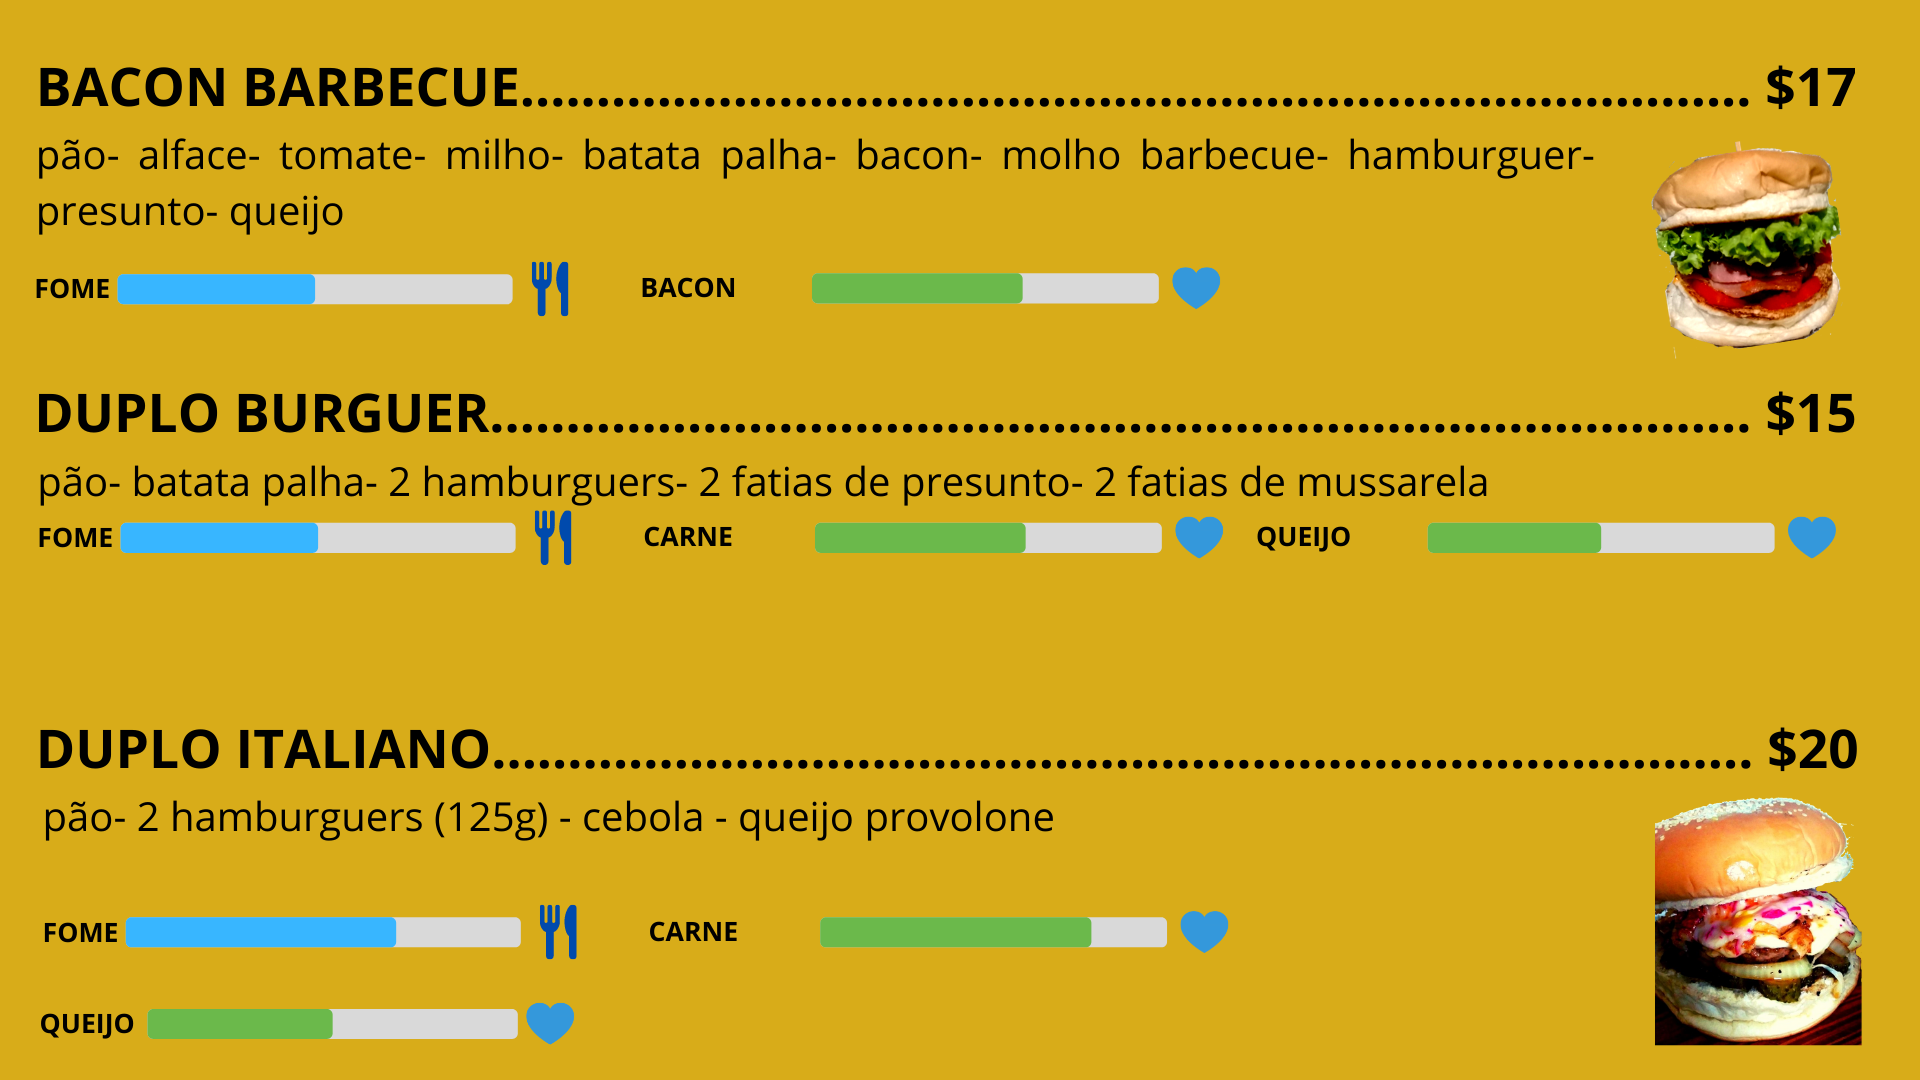 BACON BARBECUE................................................................................. $17
pão- alface- tomate- milho- batata palha- bacon- molho barbecue- hamburguer-
presunto- queijo
FOME BACON
DUPLO BURGUER................................................................................... $15
pão- batata palha- 2 hamburguers- 2 fatias de presunto- 2 fatias de mussarela
FOME CARNE QUEIJO
DUPLO ITALIANO................................................................................... $20
pão- 2 hamburguers (125g) - cebola - queijo provolone
FOME CARNE
QUEIJO